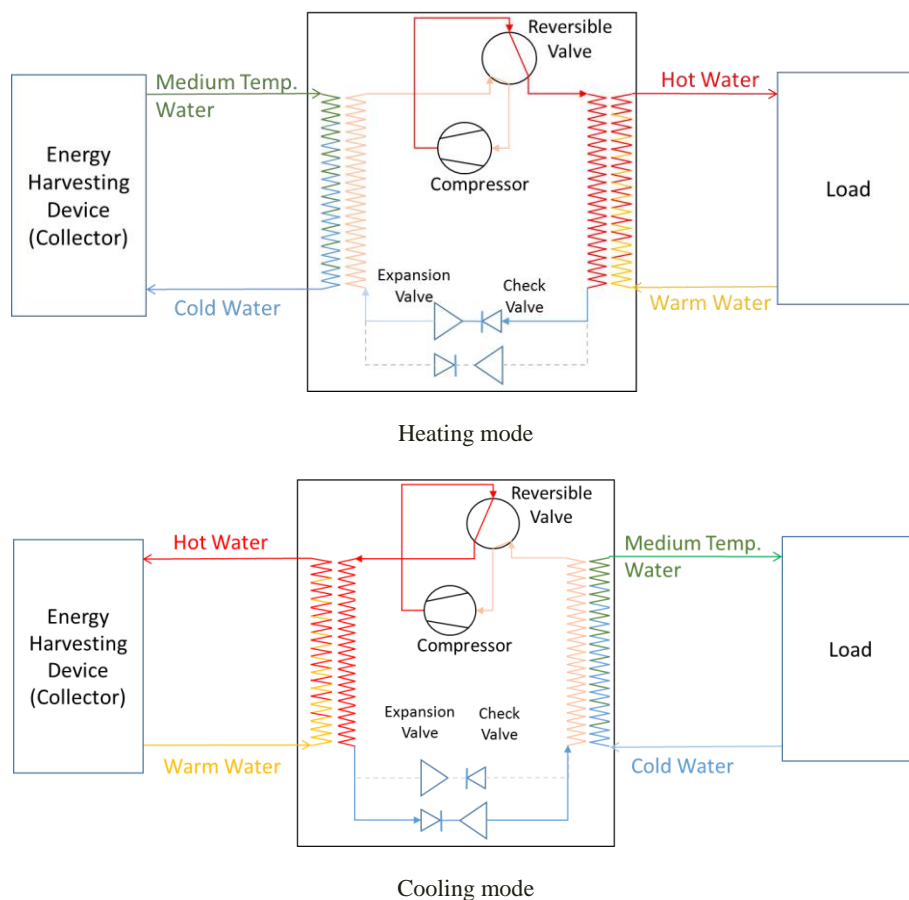 Reversible
Valve
Medium Temp.
Water
Hot Water
Energy
Harvesting
Device
(Collector)
Compressor
Load
Expansion
Valve
Check
Valve
Cold Water
Warm Water
Heating mode
Reversible
Valve
Hot Water
Medium Temp.
Water
Energy
Harvesting
Device
(Collector)
Compressor
Load
Expansion
Valve
Check
Valve
Warm Water
Cold Water
Cooling mode